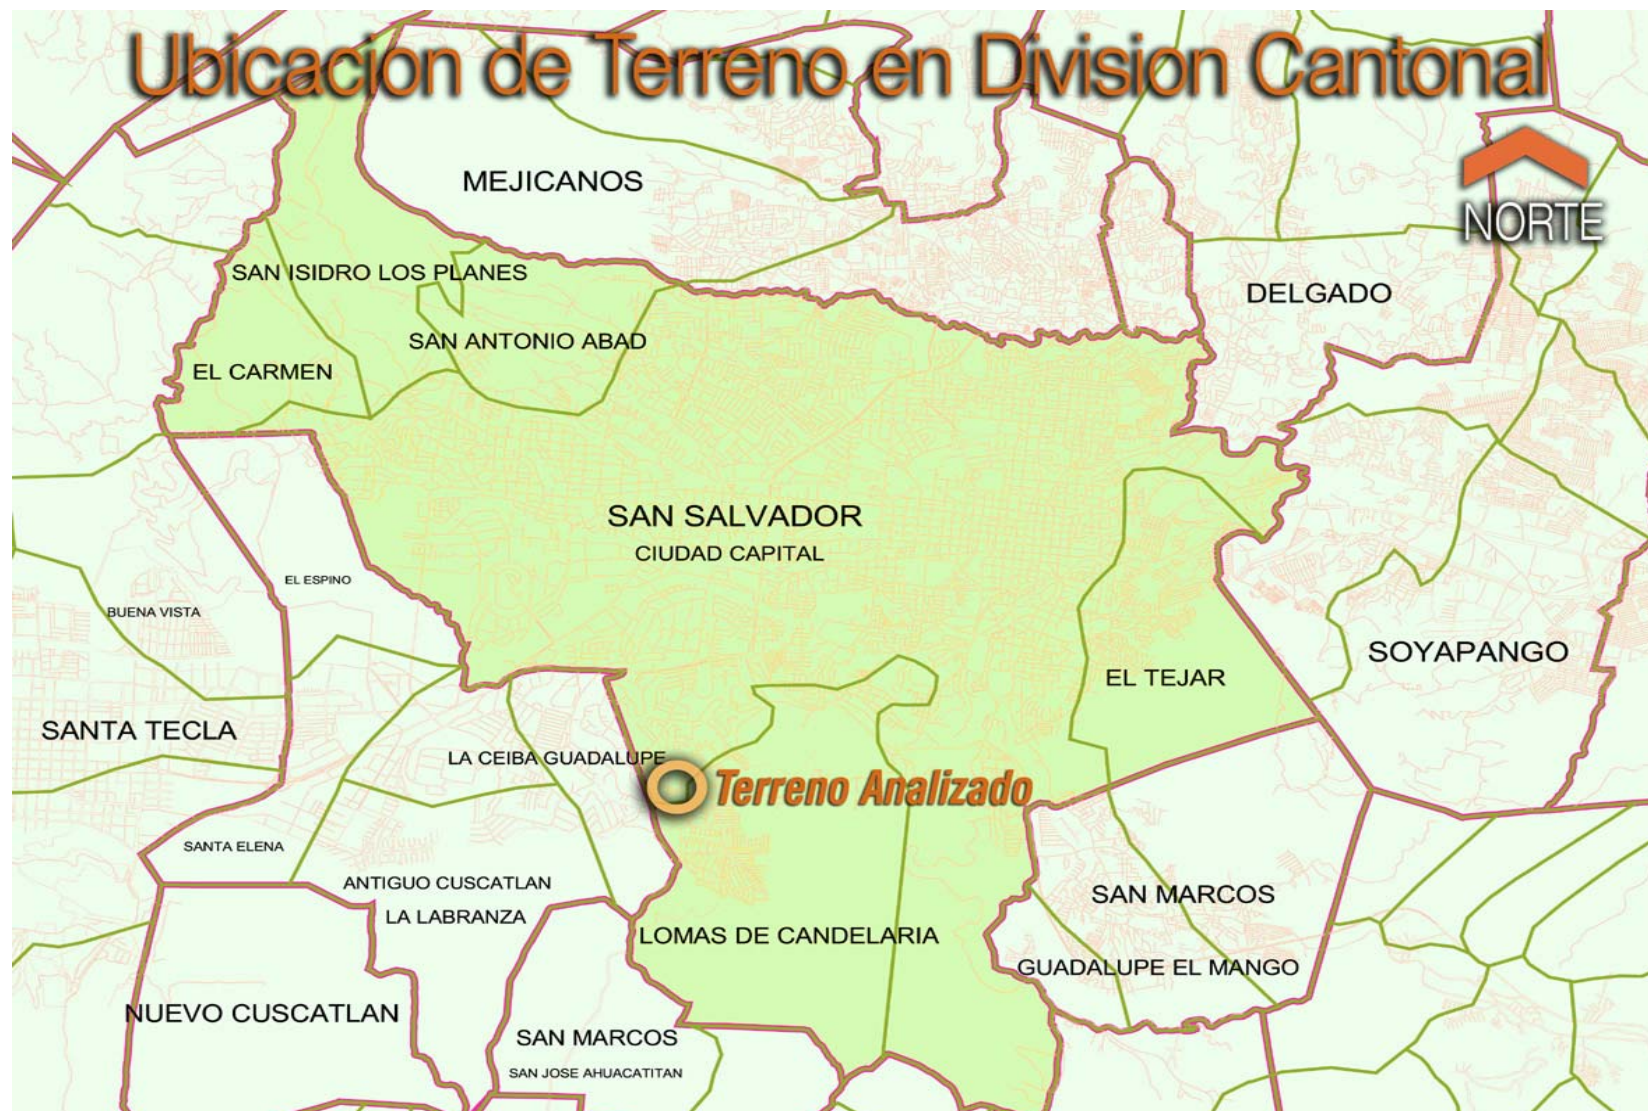 Ubicacion de Terreno en Division Cantonal
NORTE
MEJICANOS
SAN ISIDRO LOS PLANES
DELGADO
SAN ANTONIO ABAD
EL CARMEN
SAN SALVADOR
CIUDAD CAPITAL
EL ESPINO
BUENA VISTA
SOYAPANGO
EL TEJAR
SANTA TECLA
LA CEIBA GUADALUPE
Terreno Analizado
SANTA ELENA
ANTIGUO CUSCATLAN
SAN MARCOS
LA LABRANZA
LOMAS DE CANDELARIA
GUADALUPE EL MANGO
NUEVO CUSCATLAN
SAN MARCOS
SAN JOSE AHUACATITAN